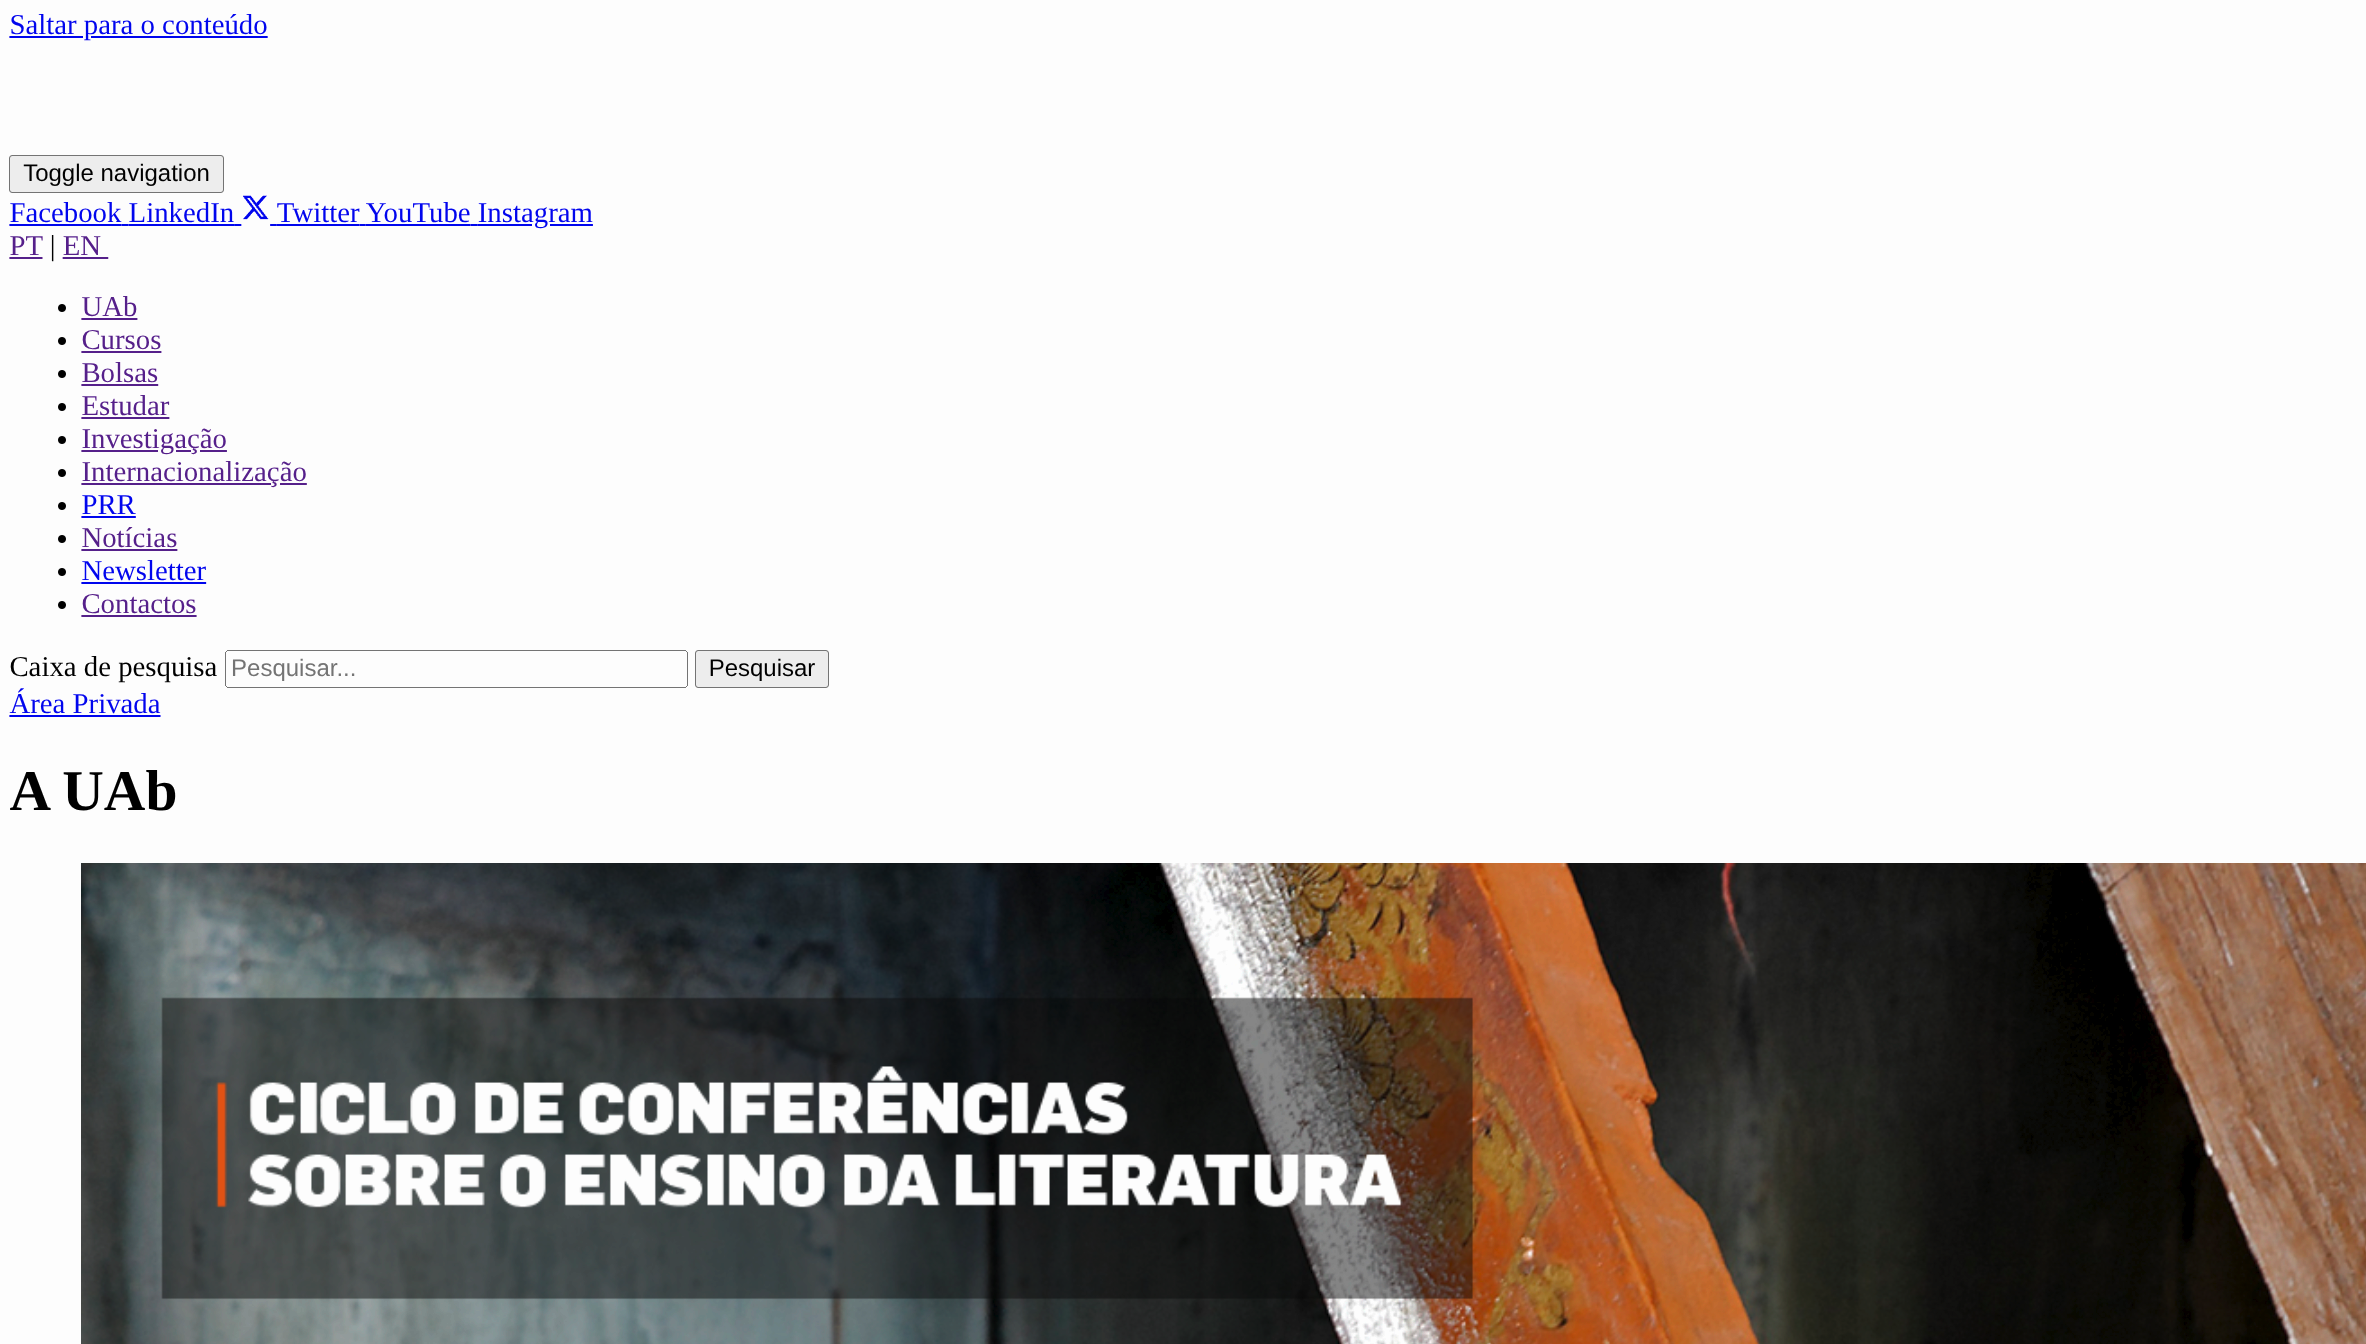 Saltar para o conteúdo
Toggle navigation
Facebook LinkedIn X Twitter YouTube Instagram
PT | EN
UAb
Cursos
Bolsas
Estudar
Investigação
Internacionalização
PRR
Notícias
Newsletter
Contactos
Caixa de pesquisa Pesquisar... Pesquisar
Área Privada
A UAb
CICLO DE CONFERÊNCIAS
SOBRE O ENSINO DA LITERATURA